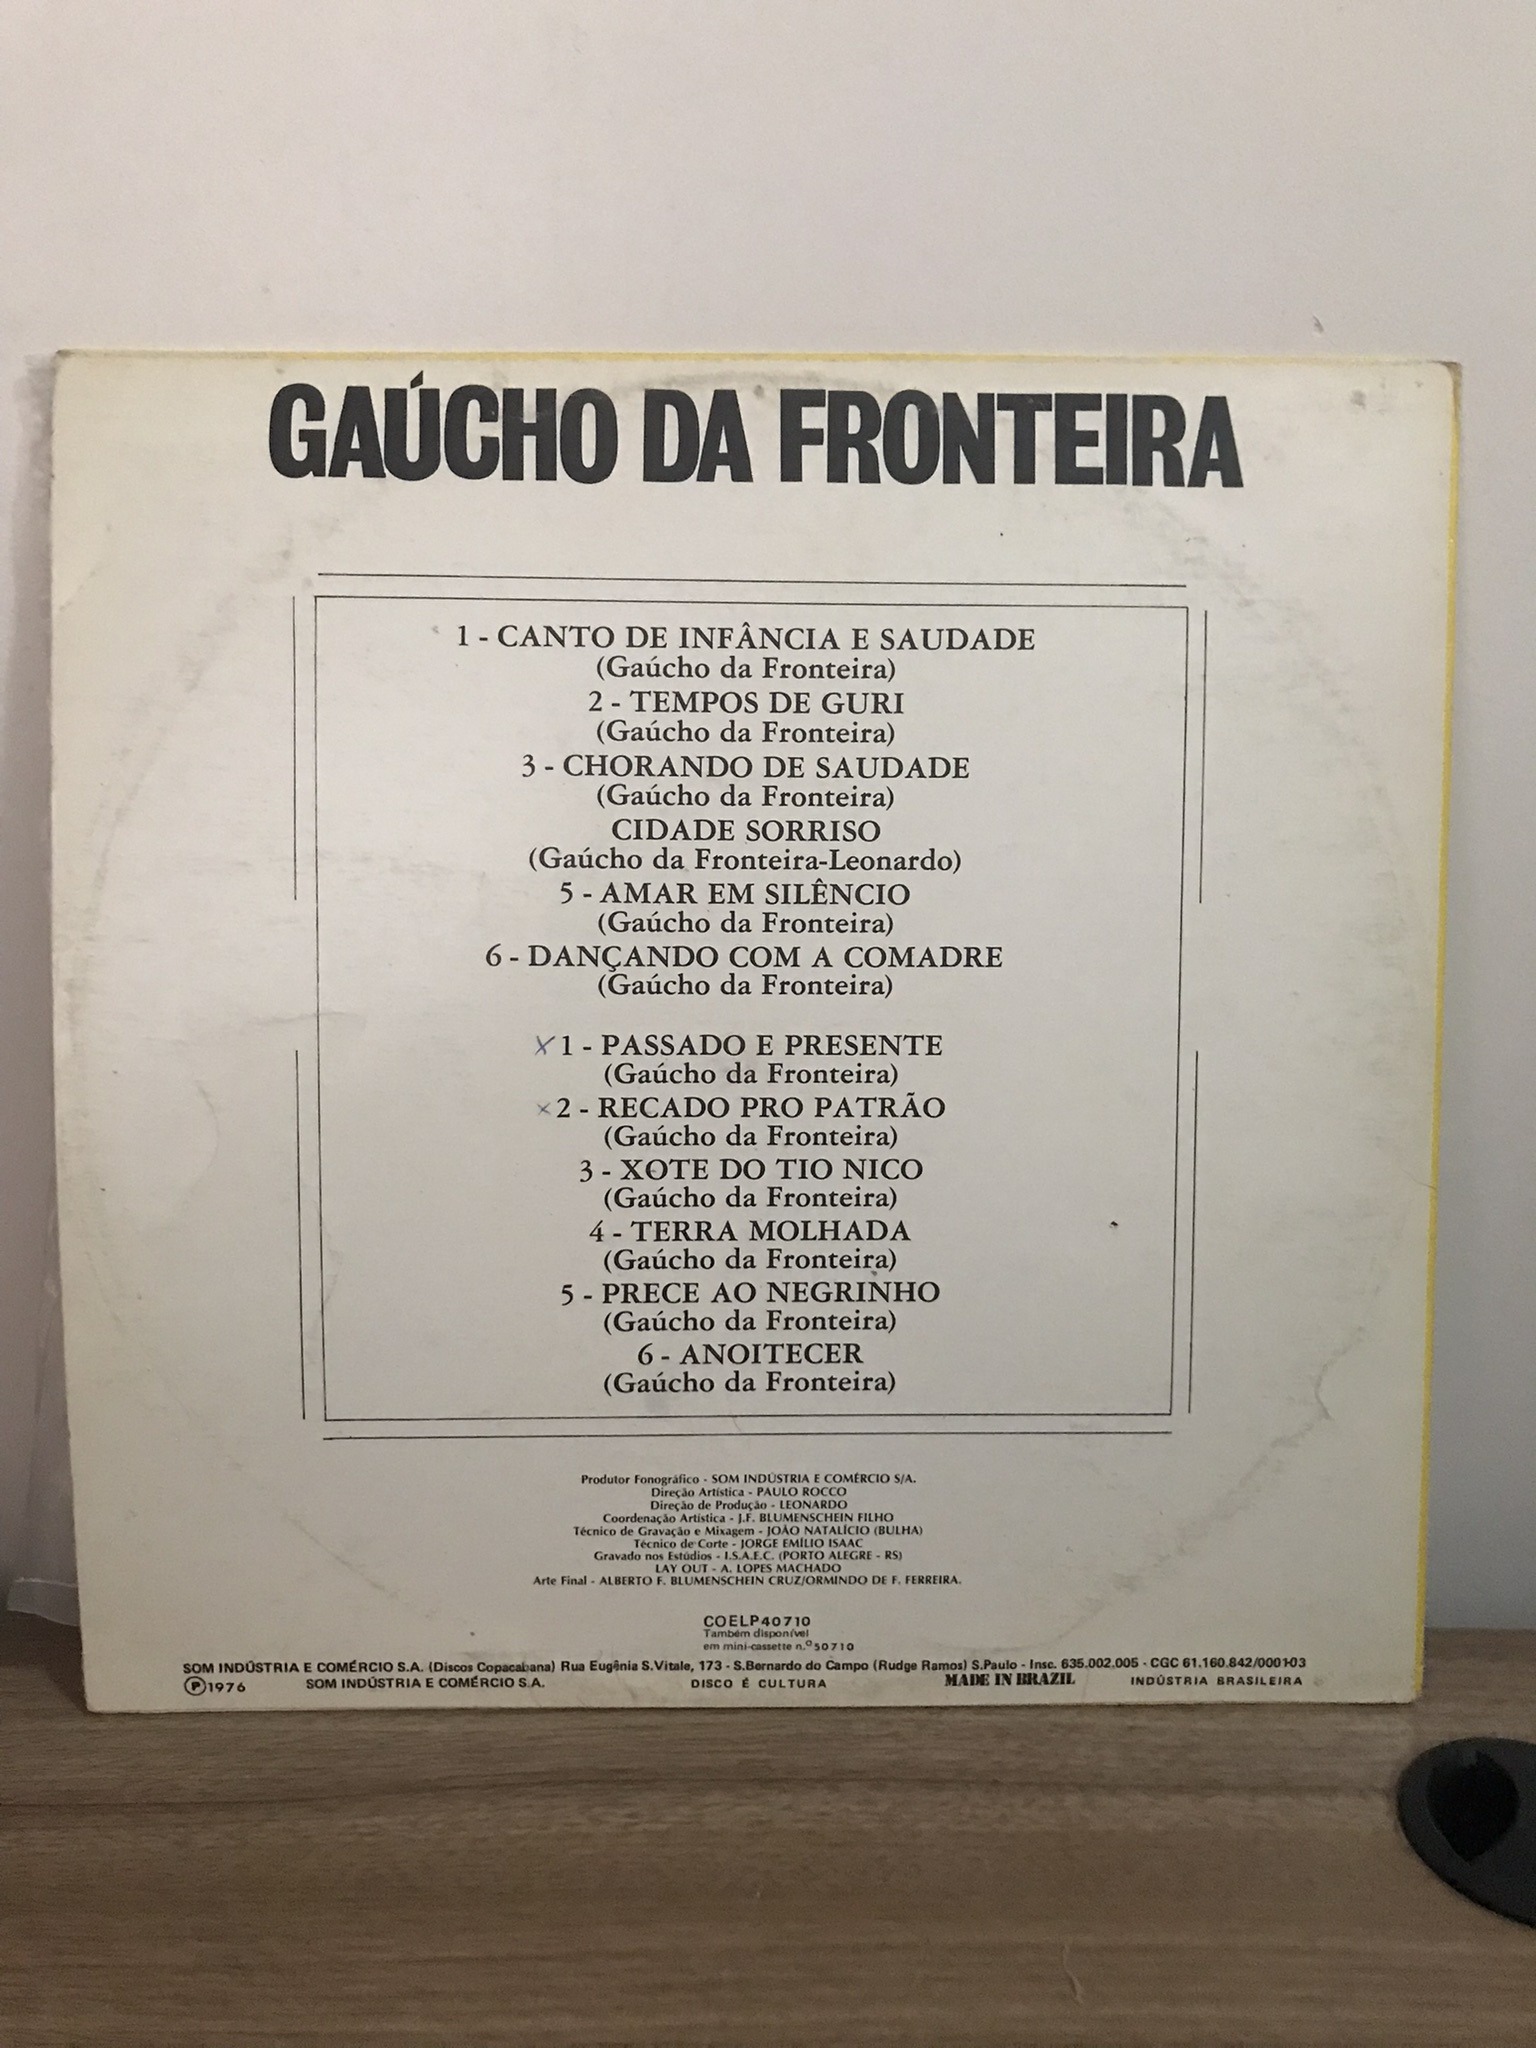 GAÚCHO DA FRONTEIRA
1 - CANTO DE INFÂNCIA E SAUDADE
(Gaúcho da Fronteira)
2 - TEMPOS DE GURI
(Gaúcho da Fronteira)
3 - CHORANDO DE SAUDADE
(Gaúcho da Fronteira)
CIDADE SORRISO
(Gaúcho da Fronteira-Leonardo)
5 - AMAR EM SILÊNCIO
(Gaúcho da Fronteira)
6 - DANÇANDO COM A COMADRE
(Gaúcho da Fronteira)
x 1 - PASSADO E PRESENTE
(Gaúcho da Fronteira)
x 2 - RECADO PRO PATRÃO
(Gaúcho da Fronteira)
3 - XOTE DO TIO NICO
(Gaúcho da Fronteira)
4 - TERRA MOLHADA
(Gaúcho da Fronteira)
5 - PRECE AO NEGRINHO
(Gaúcho da Fronteira)
6 - ANOITECER
(Gaúcho da Fronteira)
Produtor Fonográfico - SOM INDÚSTRIA E COMÉRCIO S/A.
Direção Artística - PAULO ROCCO
Direção de Produção - LEONARDO
Coordenação Artística - J.F. BLUMENSCHEIN FILHO
Técnico de Gravação e Mixagem - JOÃO NATALÍCIO (BULHA)
Técnico de Corte - JORGE EMÍLIO ISAAC
Gravado nos Estúdios - I.S.A.E.C. (PORTO ALEGRE - RS)
LAY OUT - A. LOPES MACHADO
Arte Final - ALBERTO F. BLUMENSCHEIN CRUZ/ORMINDO DE F. FERREIRA.
COELP 40710
Também disponível
em mini-cassette n.º 50710
SOM INDÚSTRIA E COMÉRCIO S.A. (Discos Copacabana) Rua Eugênia S.Vitale, 173 - S.Bernardo do Campo (Rudge Ramos) S.Paulo - Insc. 635.002.005 - CGC 61.160.842/0001-03
℗ 1976 SOM INDÚSTRIA E COMÉRCIO S.A. DISCO É CULTURA MADE IN BRAZIL INDÚSTRIA BRASILEIRA